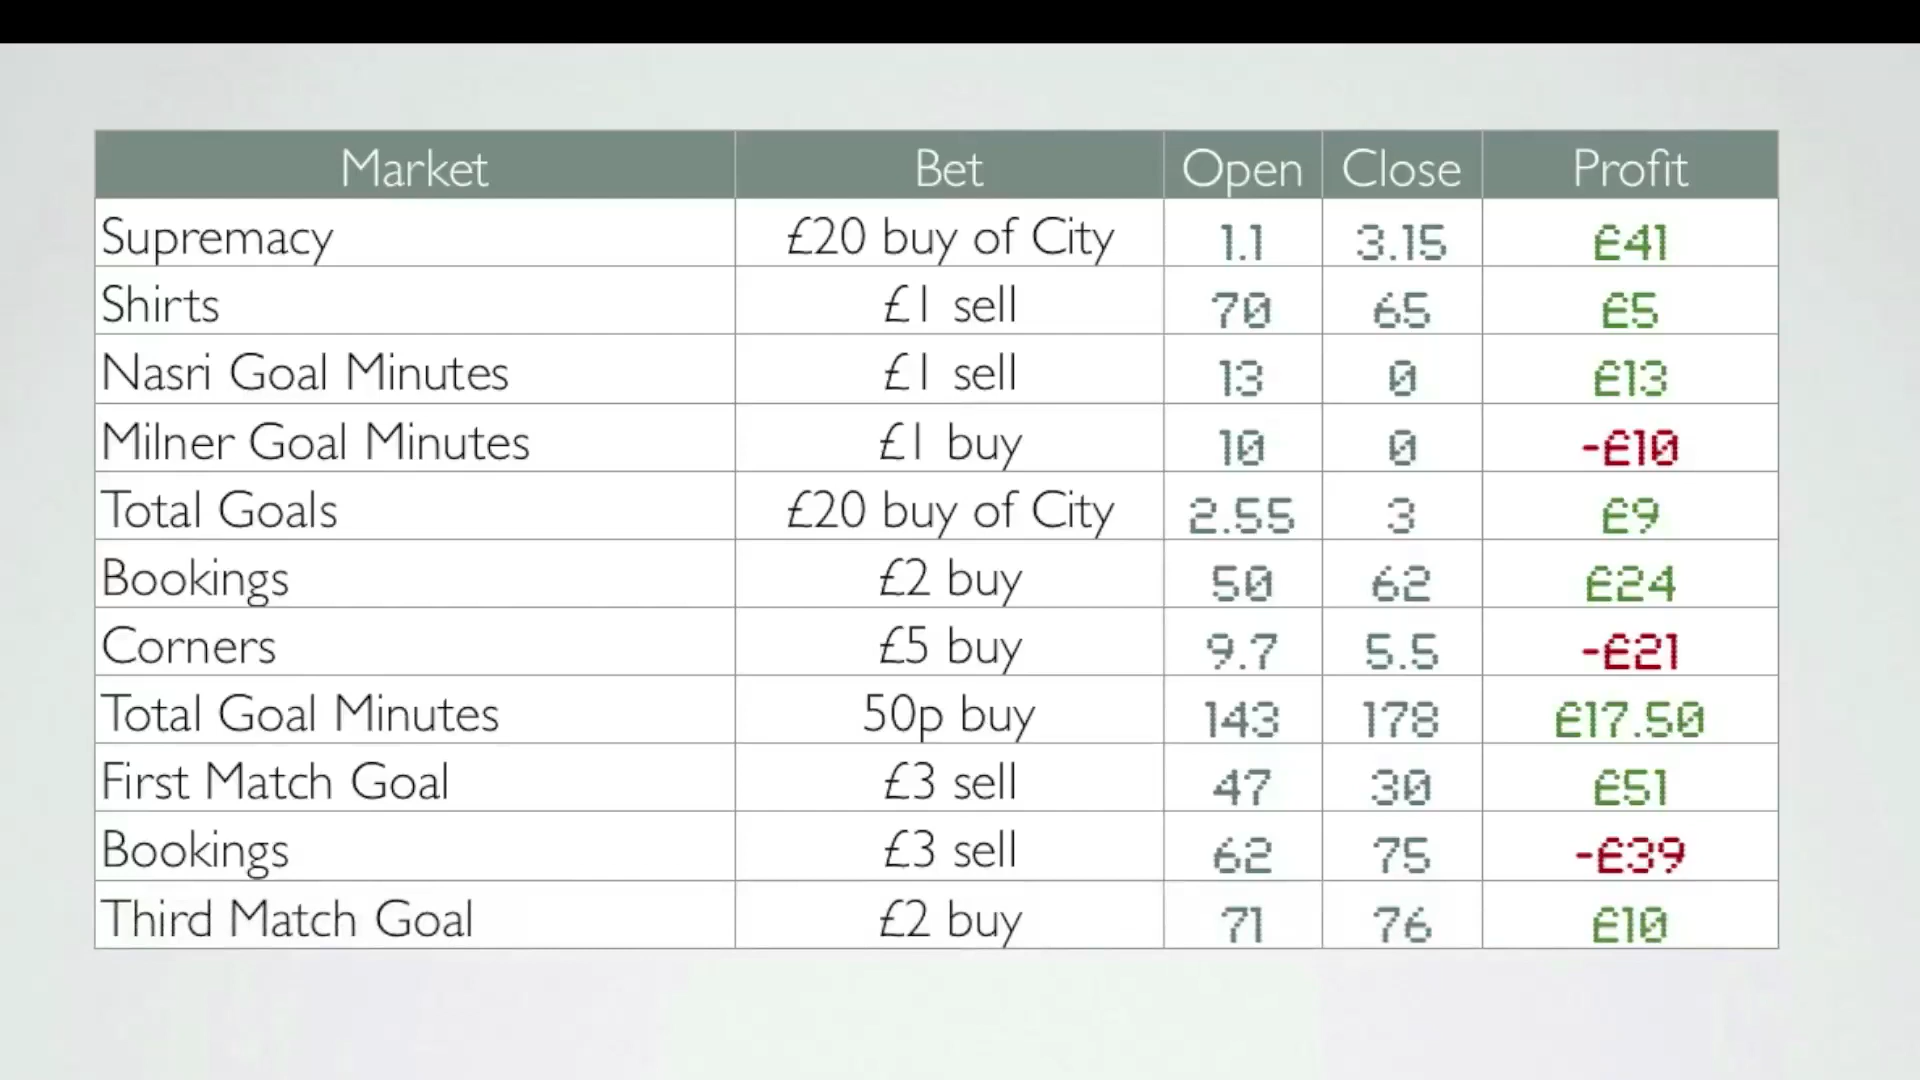 Market Bet Open Close Profit
Supremacy £20 buy of City 1.1 3.15 £41
Shirts £1 sell 70 65 £5
Nasri Goal Minutes £1 sell 13 0 £13
Milner Goal Minutes £1 buy 10 0 -£10
Total Goals £20 buy of City 2.55 3 £9
Bookings £2 buy 50 62 £24
Corners £5 buy 9.7 5.5 -£21
Total Goal Minutes 50p buy 143 178 £17.50
First Match Goal £3 sell 47 30 £51
Bookings £3 sell 62 75 -£39
Third Match Goal £2 buy 71 76 £10